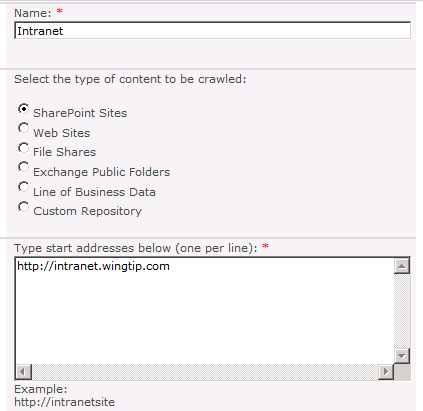 Name: *
Intranet
Select the type of content to be crawled:
SharePoint Sites
Web Sites
File Shares
Exchange Public Folders
Line of Business Data
Custom Repository
Type start addresses below (one per line): *
http://intranet.wingtip.com
Example:
http://intranetsite